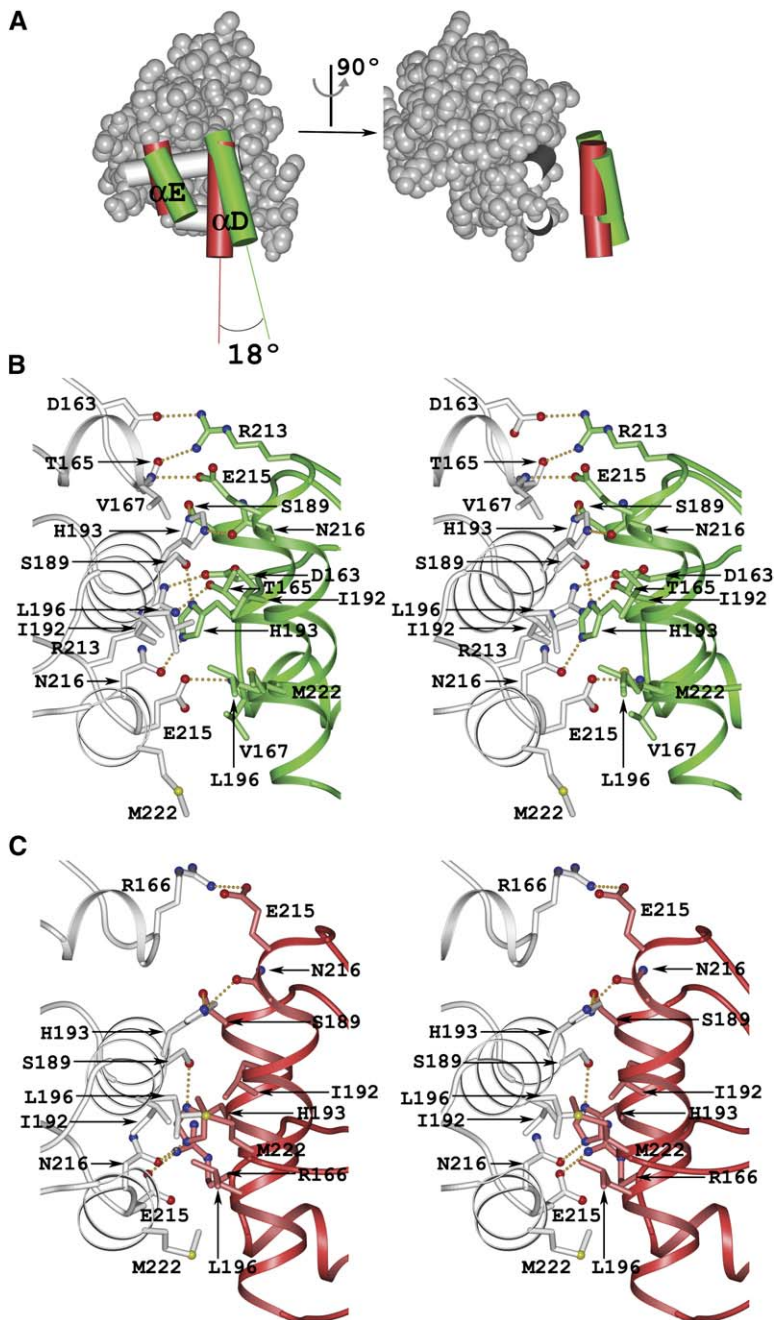 A
90°
αE
αD
18°
B
D163
D163
R213
R213
T165
T165
E215
E215
V167
V167
S189
S189
H193
H193
N216
N216
S189
S189
D163
D163
T165
T165
L196
I192
L196
I192
I192
H193
I192
H193
R213
R213
N216
M222
N216
M222
E215
E215
V167
V167
L196
L196
M222
M222
C
R166
R166
E215
E215
N216
N216
H193
S189
H193
S189
S189
S189
L196
I192
L196
I192
I192
H193
I192
H193
N216
M222
N216
M222
R166
R166
E215
E215
M222
L196
M222
L196